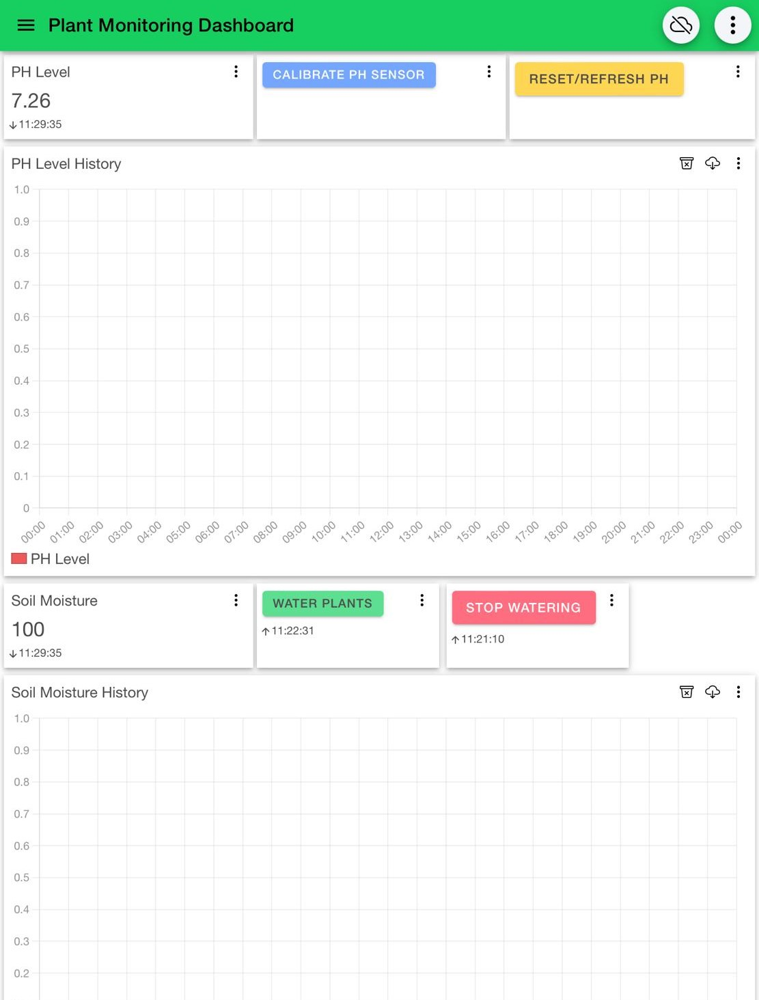 Plant Monitoring Dashboard
PH Level
7.26
↓11:29:35
CALIBRATE PH SENSOR
RESET/REFRESH PH
PH Level History
1.0
0.9
0.8
0.7
0.6
0.5
0.4
0.3
0.2
0.1
0
00:00 01:00 02:00 03:00 04:00 05:00 06:00 07:00 08:00 09:00 10:00 11:00 12:00 13:00 14:00 15:00 16:00 17:00 18:00 19:00 20:00 21:00 22:00 23:00 00:00
PH Level
Soil Moisture
100
↓11:29:35
WATER PLANTS
↑11:22:31
STOP WATERING
↑11:21:10
Soil Moisture History
1.0
0.9
0.8
0.7
0.6
0.5
0.4
0.3
0.2